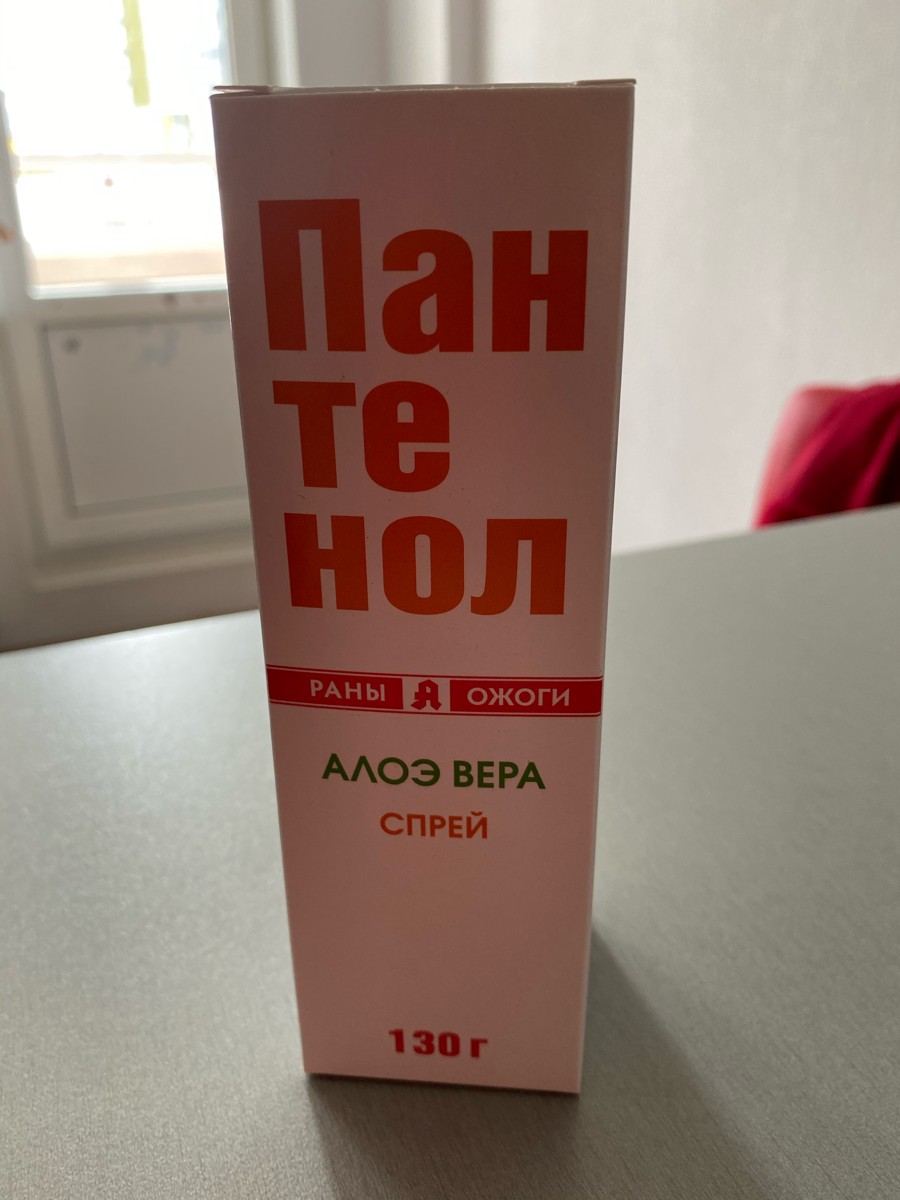 Пан
те
нол
РАНЫ А ОЖОГИ
АЛОЭ ВЕРА
СПРЕЙ
130 г